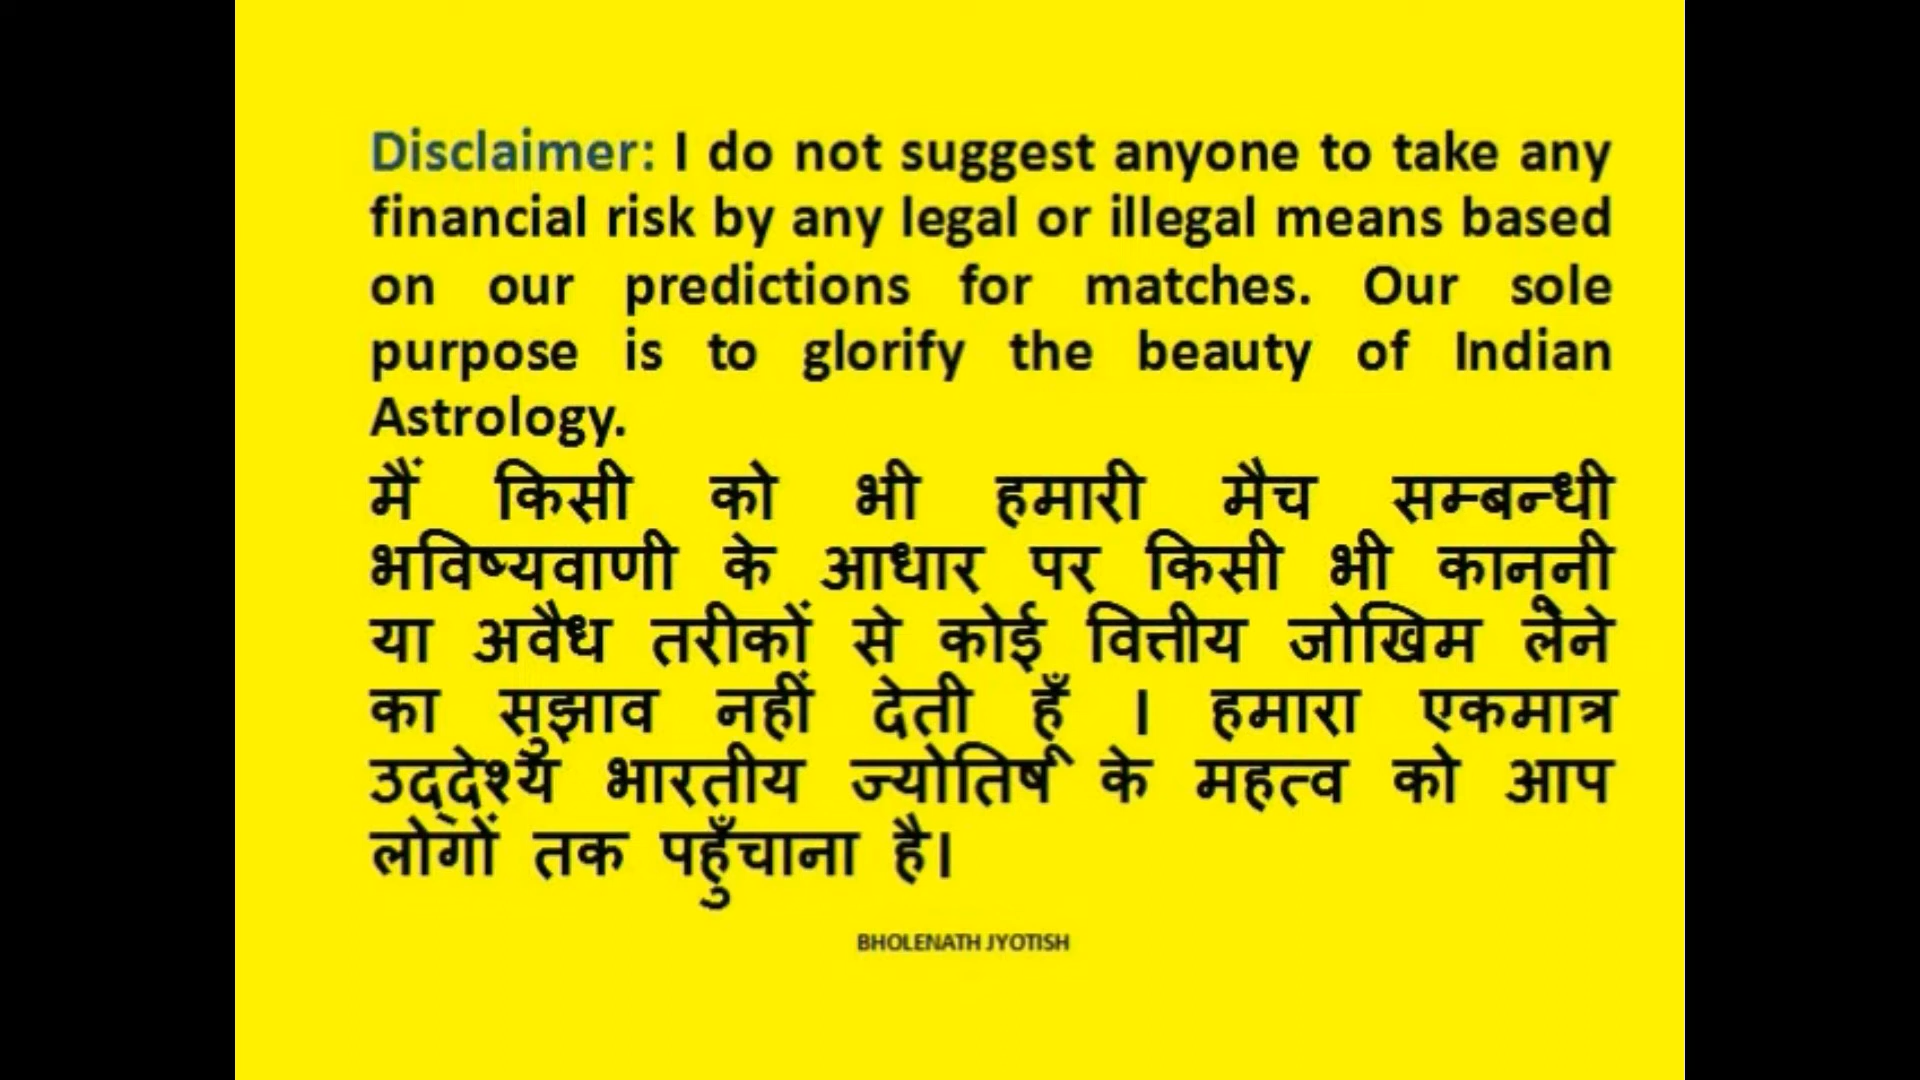 Disclaimer: I do not suggest anyone to take any
financial risk by any legal or illegal means based
on our predictions for matches. Our sole
purpose is to glorify the beauty of Indian
Astrology.
मैं किसी को भी हमारी मैच सम्बन्धी
भविष्यवाणी के आधार पर किसी भी कानूनी
या अवैध तरीकों से कोई वित्तीय जोखिम लेने
का सुझाव नहीं देती हूँ । हमारा एकमात्र
उद्देश्य भारतीय ज्योतिर्ष के महत्व को आप
लोगों तक पहुँचाना है।
BHOLENATH JYOTISH